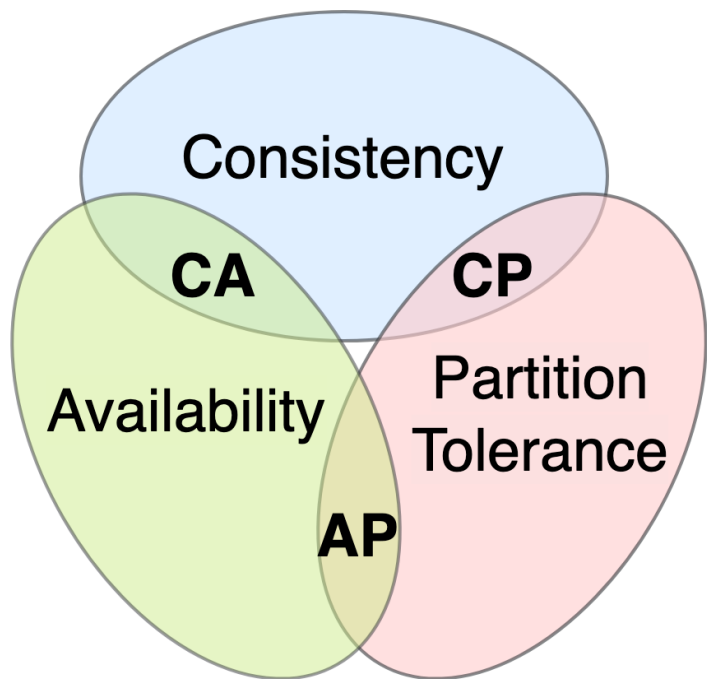 Consistency
CA
CP
Availability
Partition
Tolerance
AP